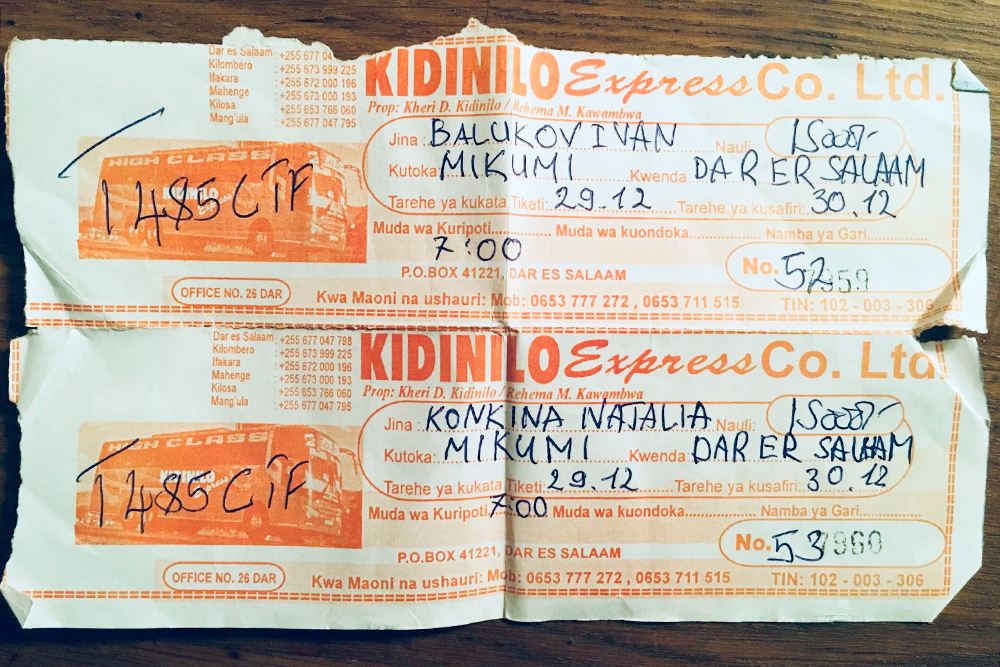 Dar es Salaam : +255 677 04
Kilombero : +255 673 999 225
Ifakara : +255 672 000 196
Mahenge : +255 673 000 193
Kilosa : +255 653 766 060
Mang'ula : +255 677 047 795
KIDINILO Express Co. Ltd.
Prop: Kheri D. Kidinilo / Rehema M. Kawambwa
Jina : BALUKOV IVAN Nauli: 15000/-
Kutoka: MIKUMI Kwenda: DAR ER SALAAM
Tarehe ya kukata Tiketi: 29.12 Tarehe ya kusafiri: 30.12
Muda wa Kuripoti: 7:00 Muda wa kuondoka Namba ya Gari
HIGH CLASS
KIDINILO
T 485 CTF
P.O.BOX 41221, DAR ES SALAAM
No. 52 7959
OFFICE NO. 26 DAR
Kwa Maoni na ushauri: Mob: 0653 777 272 , 0653 711 515
TIN: 102 - 003 - 306
Dar es Salaam : +255 677 047 798
Kilombero : +255 673 999 225
Ifakara : +255 672 000 196
Mahenge : +255 673 000 193
Kilosa : +255 653 766 060
Mang'ula : +255 677 047 795
KIDINILO Express Co. Ltd.
Prop: Kheri D. Kidinilo / Rehema M. Kawambwa
Jina : KONKINA NATALIA Nauli: 15000/-
Kutoka: MIKUMI Kwenda: DAR ER SALAAM
Tarehe ya kukata Tiketi: 29.12 Tarehe ya kusafiri: 30.12
Muda wa Kuripoti 7:00 Muda wa kuondoka Namba ya Gari
HIGH CLASS
KIDINILO
T 485 CTF
P.O.BOX 41221, DAR ES SALAAM
No. 53 7960
OFFICE NO. 26 DAR
Kwa Maoni na ushauri: Mob: 0653 777 272 , 0653 711 515
TIN: 102 - 003 - 306